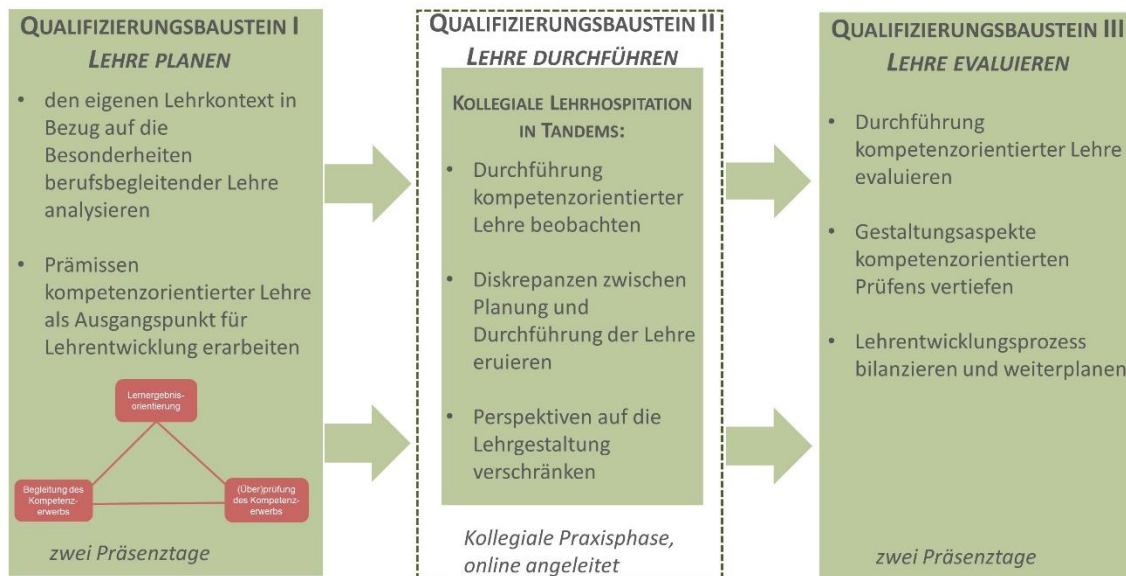 QUALIFIZIERUNGSBAUSTEIN I
LEHRE PLANEN
• den eigenen Lehrkontext in
Bezug auf die
Besonderheiten
berufsbegleitender Lehre
analysieren
• Prämissen
kompetenzorientierter Lehre
als Ausgangspunkt für
Lehrentwicklung erarbeiten
Lernergebnis-
orientierung
Begleitung des
Kompetenz-
erwerbs
(Über)prüfung
des Kompetenz-
erwerbs
zwei Präsenztage
QUALIFIZIERUNGSBAUSTEIN II
LEHRE DURCHFÜHREN
KOLLEGIALE LEHRHOSPITATION
IN TANDEMS:
• Durchführung
kompetenzorientierter
Lehre beobachten
• Diskrepanzen zwischen
Planung und
Durchführung der Lehre
eruieren
• Perspektiven auf die
Lehrgestaltung
verschränken
Kollegiale Praxisphase,
online angeleitet
QUALIFIZIERUNGSBAUSTEIN III
LEHRE EVALUIEREN
• Durchführung
kompetenzorientierter Lehre
evaluieren
• Gestaltungsaspekte
kompetenzorientierten
Prüfens vertiefen
• Lehrentwicklungsprozess
bilanzieren und weiterplanen
zwei Präsenztage